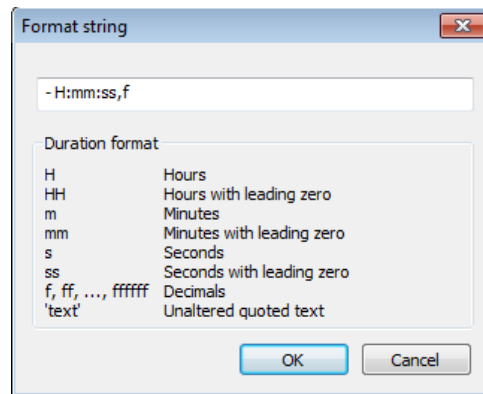 Format string
- H:mm:ss,f
Duration format
H Hours
HH Hours with leading zero
m Minutes
mm Minutes with leading zero
s Seconds
ss Seconds with leading zero
f, ff, ..., ffffff Decimals
'text' Unaltered quoted text
OK Cancel